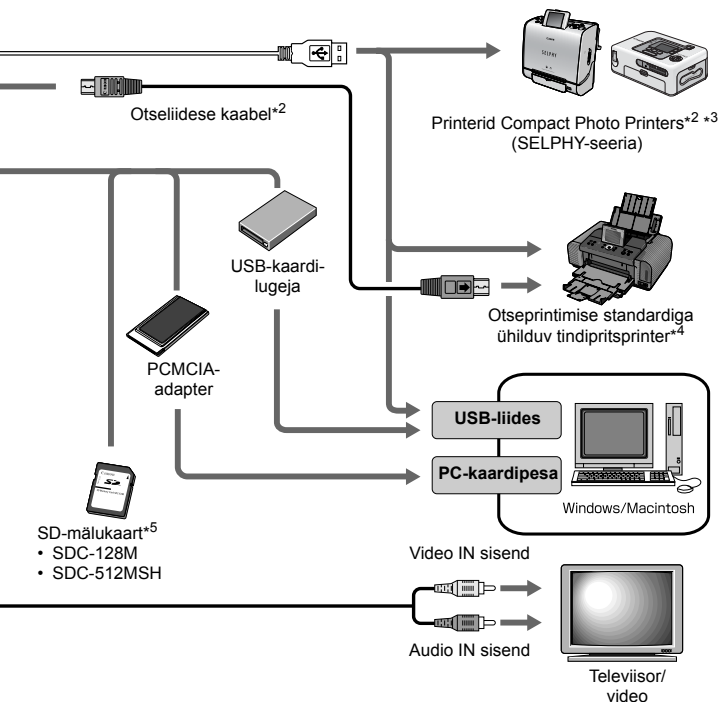 Otseliidese kaabel*2
Printerid Compact Photo Printers*2 *3
(SELPHY-seeria)
USB-kaardi-
lugeja
Otseprintimise standardiga
ühilduv tindipritsprinter*4
PCMCIA-
adapter
USB-liides
PC-kaardipesa
Windows/Macintosh
SD-mälukaart*5
• SDC-128M
• SDC-512MSH
Video IN sisend
Audio IN sisend
Televiisor/
video